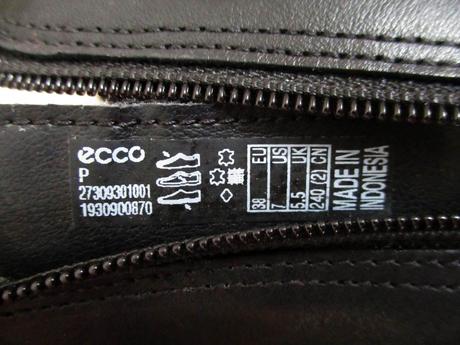 ecco
P
27309301001
1930900870
EU 38
US 7
UK 5.5
CN 240 (2)
MADE IN
INDONESIA